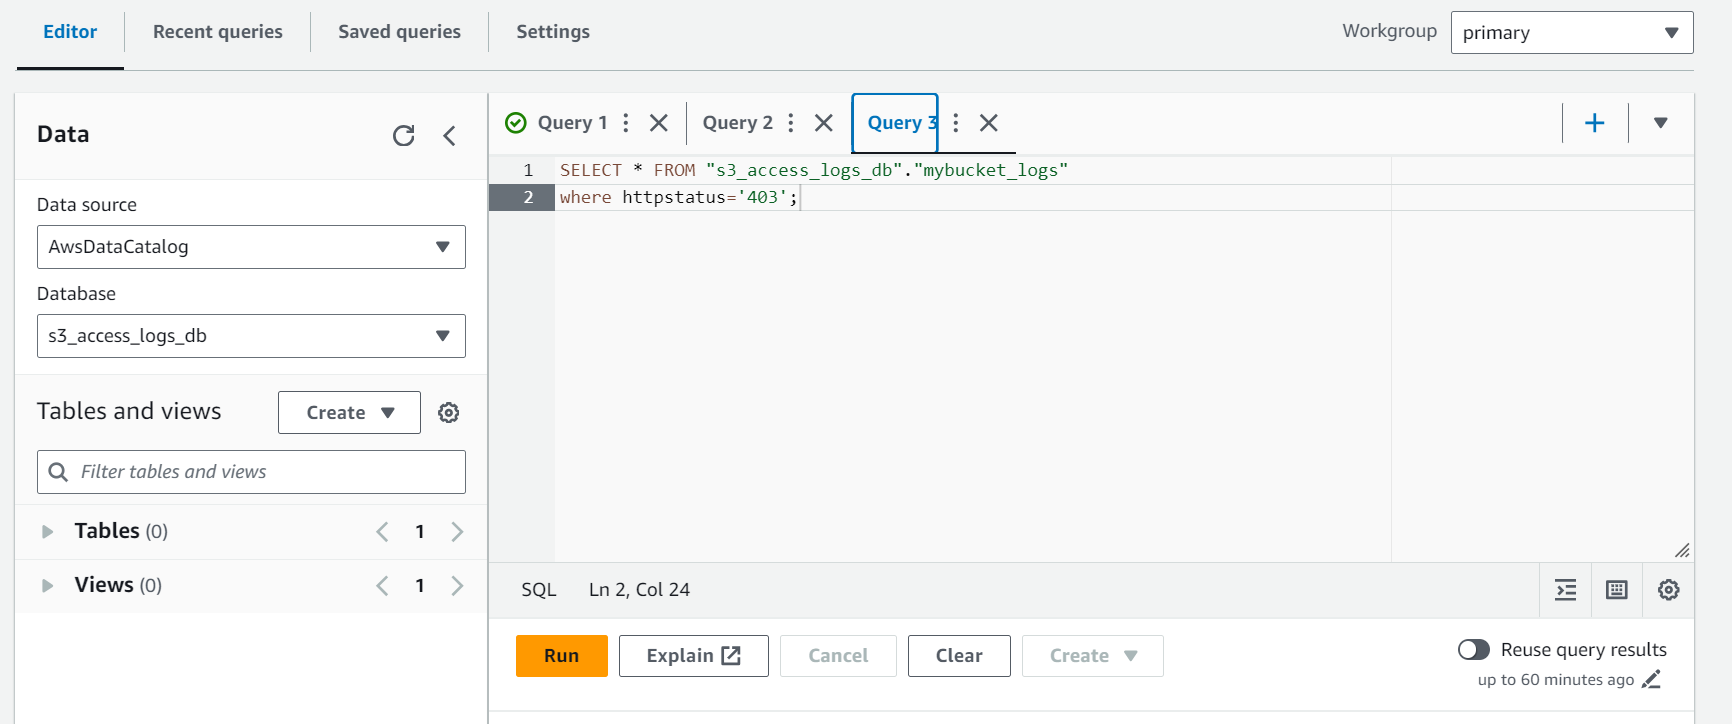 Editor
Recent queries
Saved queries
Settings
Workgroup
primary
Data
Data source
AwsDataCatalog
Database
s3_access_logs_db
Tables and views
Create
Filter tables and views
Tables (0)
1
Views (0)
1
Query 1
Query 2
Query 3
1 SELECT * FROM "s3_access_logs_db"."mybucket_logs"
2 where httpstatus='403';
SQL
Ln 2, Col 24
Run
Explain
Cancel
Clear
Create
Reuse query results
up to 60 minutes ago